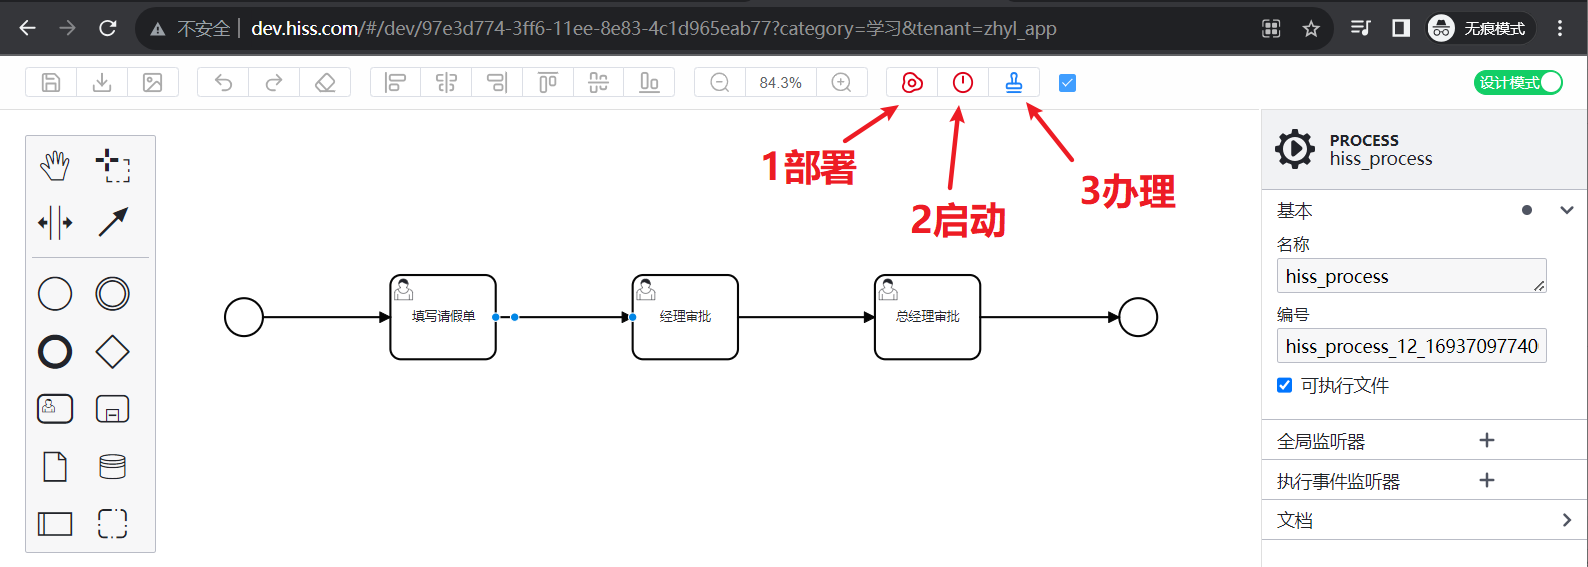 不安全 | dev.hiss.com/#/dev/97e3d774-3ff6-11ee-8e83-4c1d965eab77?category=学习&tenant=zhyl_app
无痕模式
84.3%
设计模式
1部署
2启动
3办理
填写请假单
经理审批
总经理审批
PROCESS
hiss_process
基本
名称
hiss_process
编号
hiss_process_12_16937097740
可执行文件
全局监听器
执行事件监听器
文档